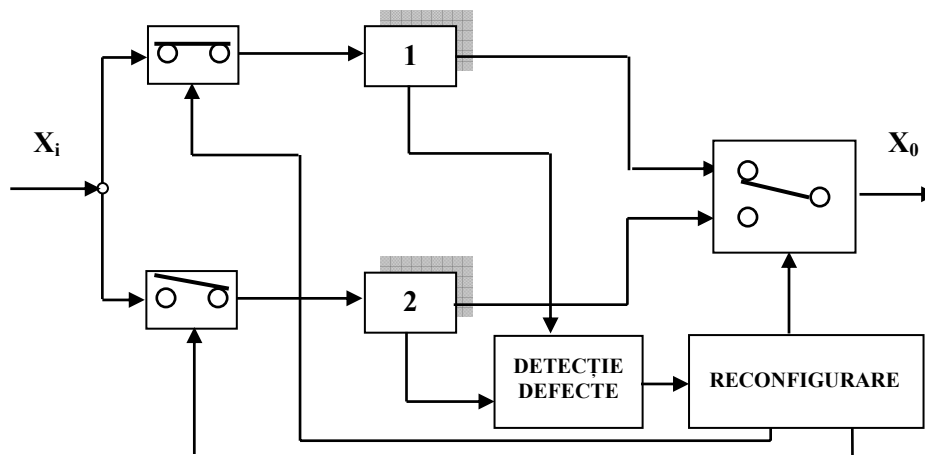 1
Xᵢ
X₀
2
DETECȚIE
DEFECTE
RECONFIGURARE